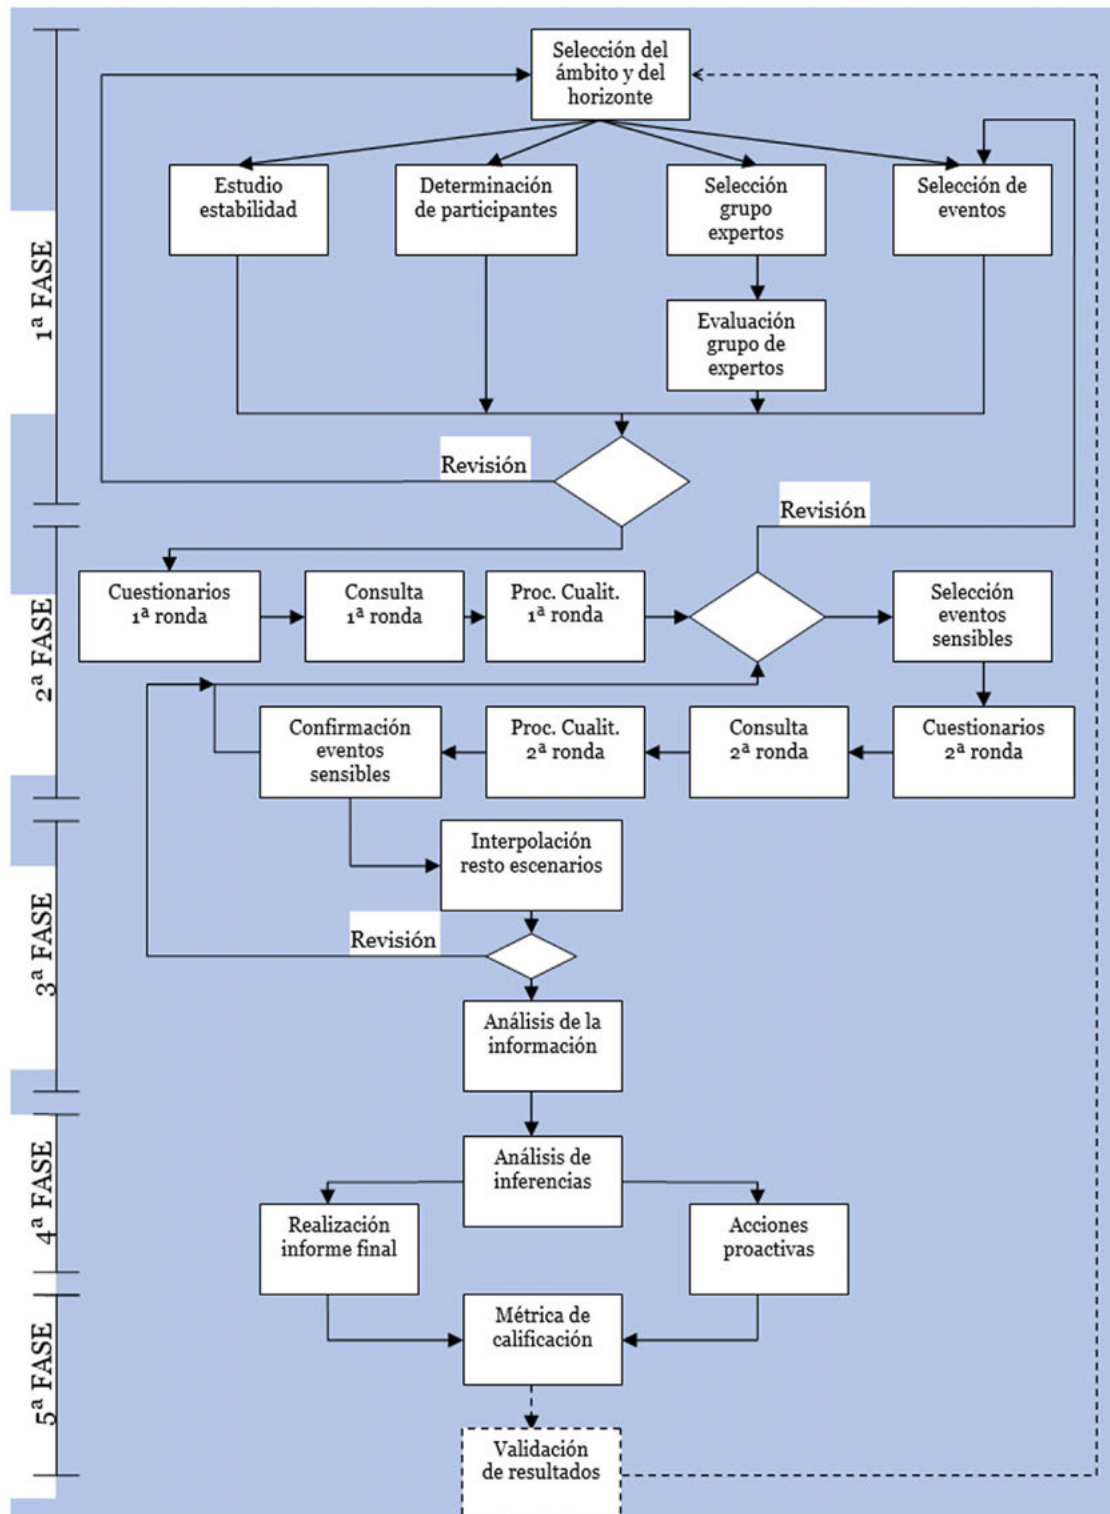 Selección del
ámbito y del
horizonte
Estudio
estabilidad
Determinación
de participantes
Selección
grupo
expertos
Selección de
eventos
1ª FASE
Evaluación
grupo de
expertos
Revisión
Revisión
2ª FASE
Cuestionarios
1ª ronda
Consulta
1ª ronda
Proc. Cualit.
1ª ronda
Selección
eventos
sensibles
Confirmación
eventos
sensibles
Proc. Cualit.
2ª ronda
Consulta
2ª ronda
Cuestionarios
2ª ronda
3ª FASE
Interpolación
resto escenarios
Revisión
Análisis de la
información
4ª FASE
Análisis de
inferencias
Realización
informe final
Acciones
proactivas
5ª FASE
Métrica de
calificación
Validación
de resultados